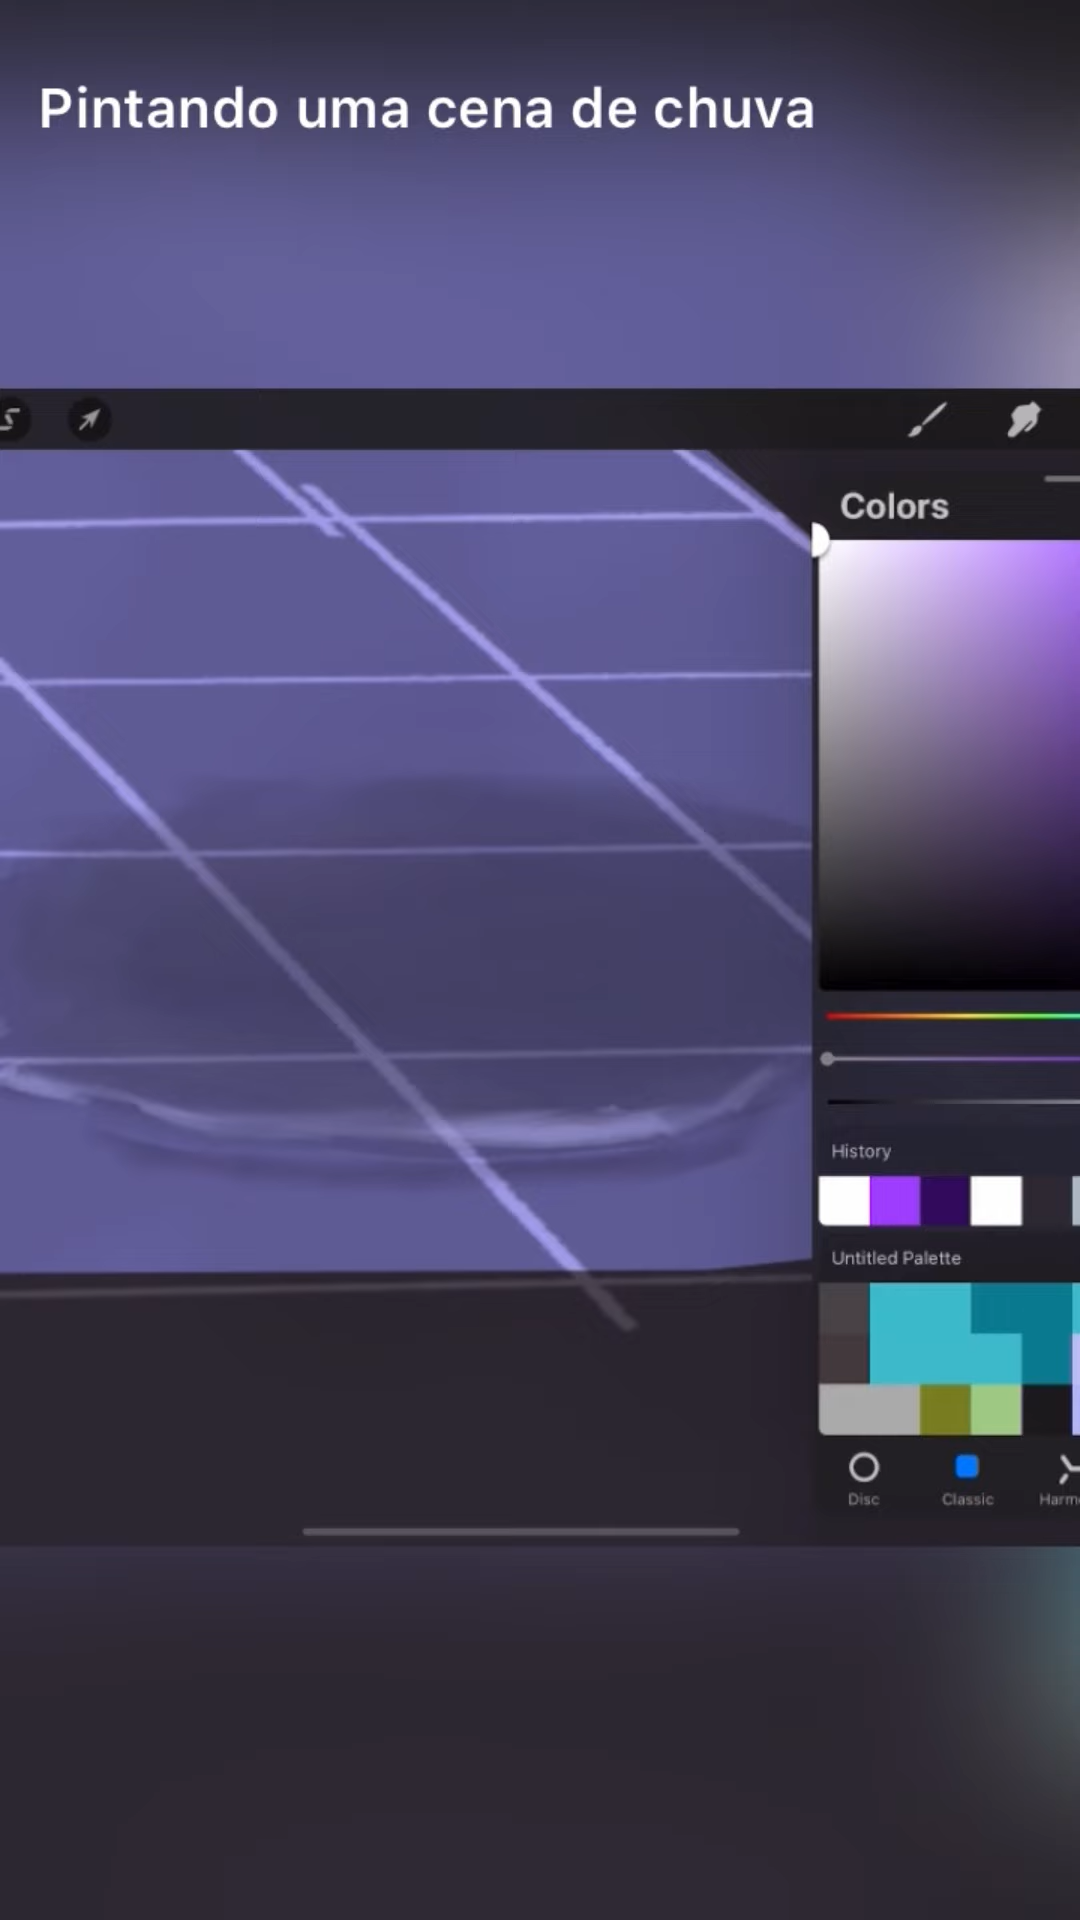 Pintando uma cena de chuva
Colors
History
Untitled Palette
Disc
Classic